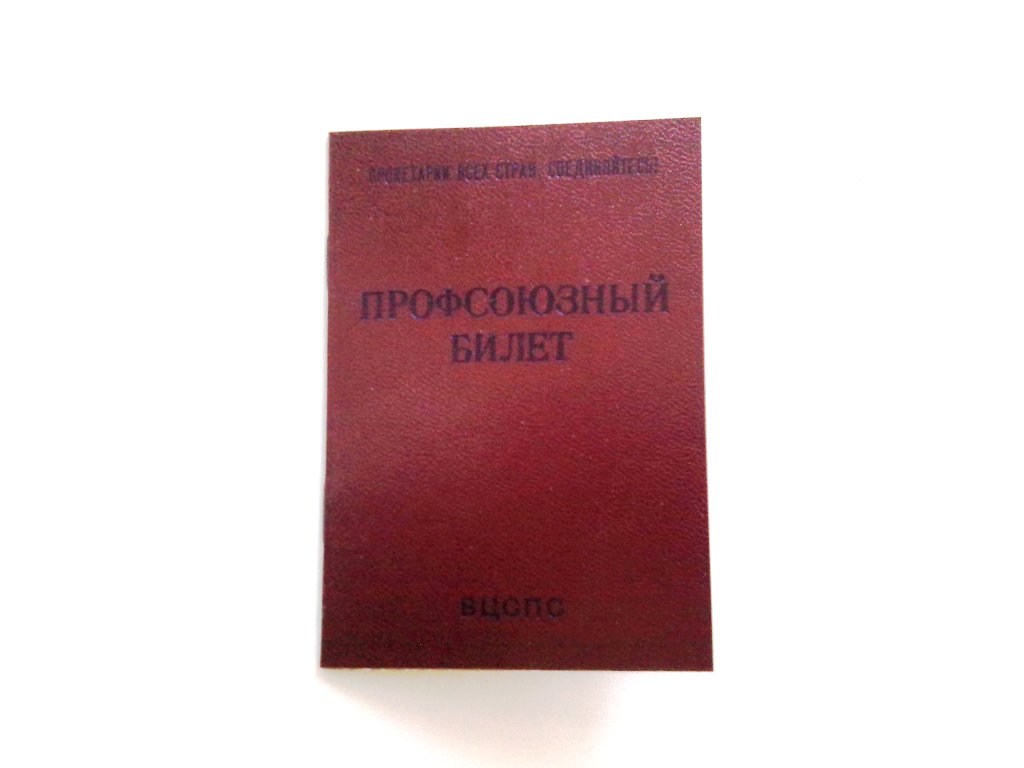 ПРОЛЕТАРИИ ВСЕХ СТРАН, СОЕДИНЯЙТЕСЬ!
ПРОФСОЮЗНЫЙ
БИЛЕТ
ВЦСПС